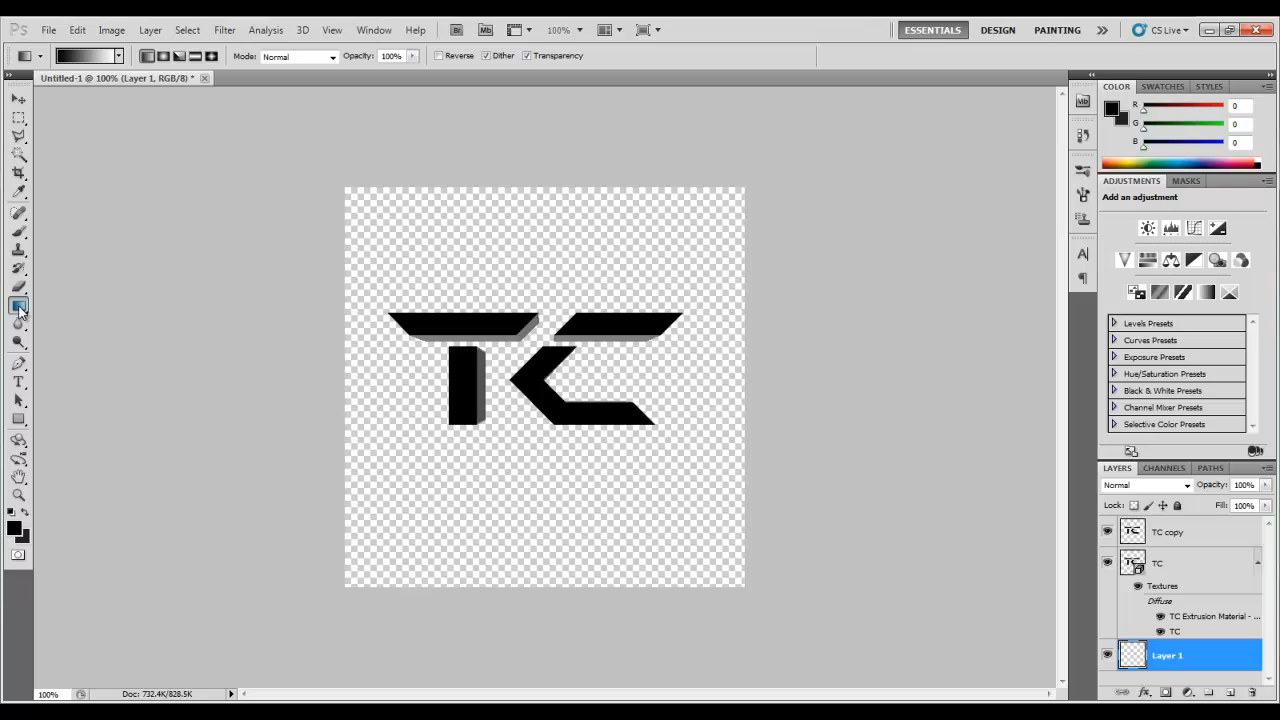 Ps File Edit Image Layer Select Filter Analysis 3D View Window Help Br Mb 100% ESSENTIALS DESIGN PAINTING CS Live
Mode: Normal Opacity: 100% Reverse Dither Transparency
Untitled-1 @ 100% (Layer 1, RGB/8) *
COLOR SWATCHES STYLES
R 0
G 0
B 0
Mb
ADJUSTMENTS MASKS
Add an adjustment
Levels Presets
Curves Presets
Exposure Presets
Hue/Saturation Presets
Black & White Presets
Channel Mixer Presets
Selective Color Presets
TC
LAYERS CHANNELS PATHS
Normal Opacity: 100%
Lock: Fill: 100%
TC copy
TC
Textures
Diffuse
TC Extrusion Material - ...
TC
Layer 1
100% Doc: 732.4K/828.5K